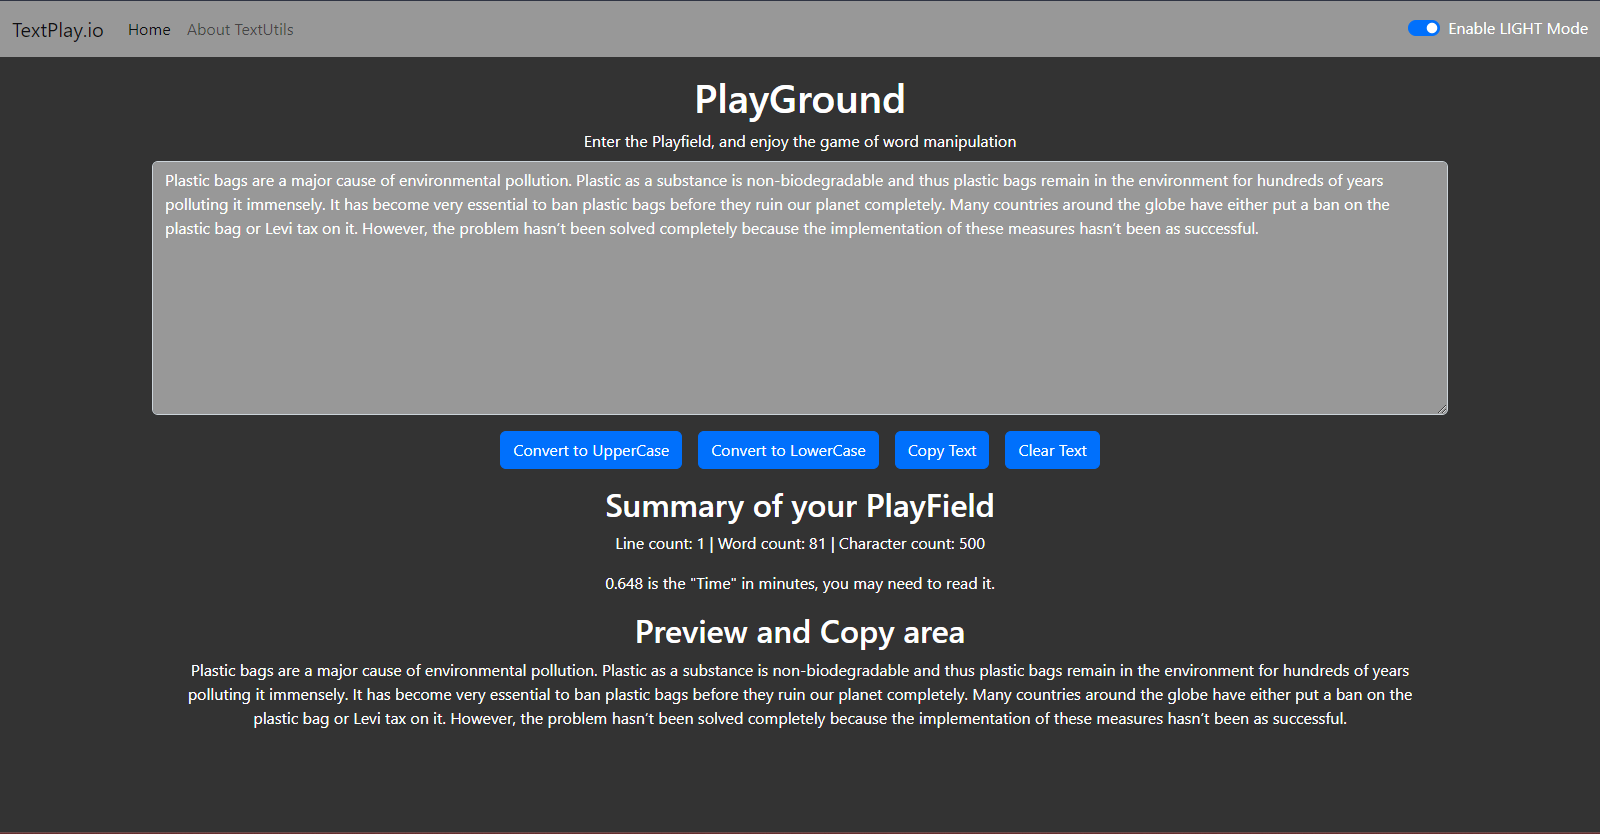 TextPlay.io Home About TextUtils Enable LIGHT Mode
PlayGround
Enter the Playfield, and enjoy the game of word manipulation
Plastic bags are a major cause of environmental pollution. Plastic as a substance is non-biodegradable and thus plastic bags remain in the environment for hundreds of years
polluting it immensely. It has become very essential to ban plastic bags before they ruin our planet completely. Many countries around the globe have either put a ban on the
plastic bag or Levi tax on it. However, the problem hasn’t been solved completely because the implementation of these measures hasn’t been as successful.
Convert to UpperCase Convert to LowerCase Copy Text Clear Text
Summary of your PlayField
Line count: 1 | Word count: 81 | Character count: 500
0.648 is the "Time" in minutes, you may need to read it.
Preview and Copy area
Plastic bags are a major cause of environmental pollution. Plastic as a substance is non-biodegradable and thus plastic bags remain in the environment for hundreds of years
polluting it immensely. It has become very essential to ban plastic bags before they ruin our planet completely. Many countries around the globe have either put a ban on the
plastic bag or Levi tax on it. However, the problem hasn’t been solved completely because the implementation of these measures hasn’t been as successful.